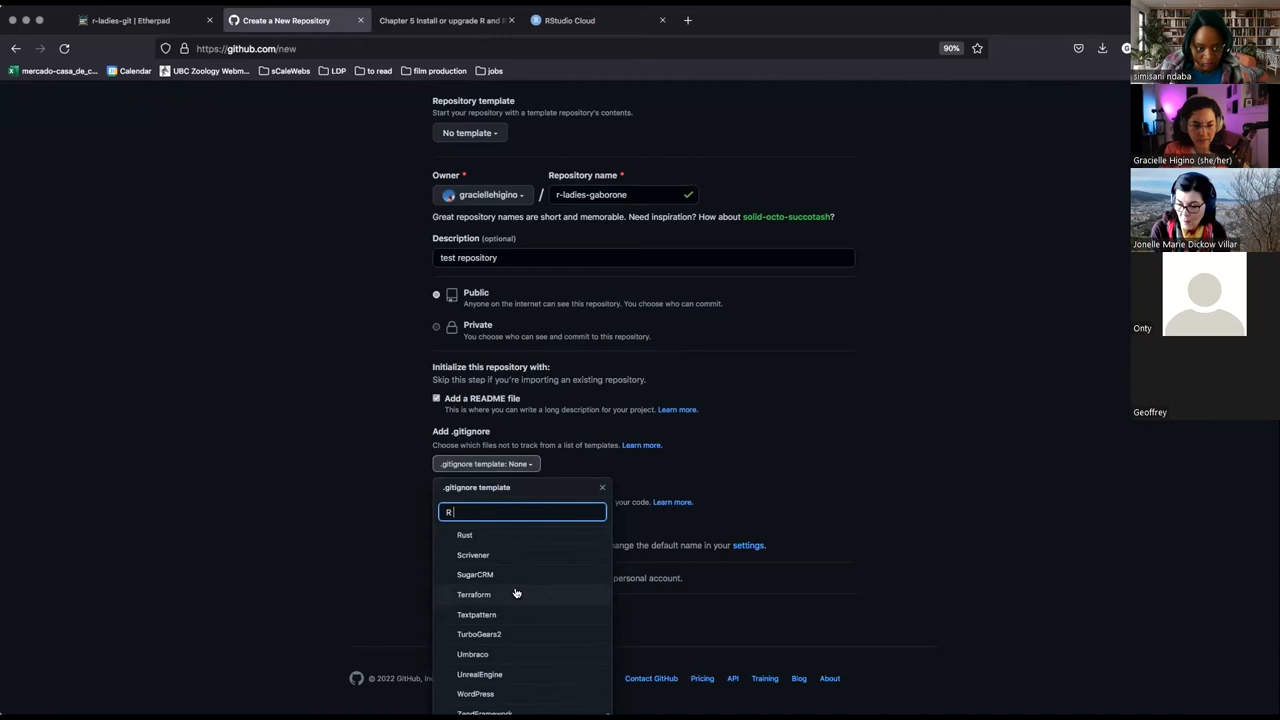 r-ladies-git | Etherpad
Create a New Repository
Chapter 5 Install or upgrade R and R
RStudio Cloud
https://github.com/new
90%
mercado-casa_de_c...
Calendar
UBC Zoology Webm...
sCaleWebs
LDP
to read
film production
jobs
Repository template
Start your repository with a template repository's contents.
No template
Owner *
Repository name *
graciellehigino
/
r-ladies-gaborone
Great repository names are short and memorable. Need inspiration? How about solid-octo-succotash?
Description (optional)
test repository
Public
Anyone on the internet can see this repository. You choose who can commit.
Private
You choose who can see and commit to this repository.
Initialize this repository with:
Skip this step if you're importing an existing repository.
Add a README file
This is where you can write a long description for your project. Learn more.
Add .gitignore
Choose which files not to track from a list of templates. Learn more.
.gitignore template: None
.gitignore template
your code. Learn more.
R
Rust
change the default name in your settings.
Scrivener
SugarCRM
personal account.
Terraform
Textpattern
TurboGears2
Umbraco
UnrealEngine
WordPress
ZendFramework
© 2022 GitHub, In
Contact GitHub
Pricing
API
Training
Blog
About
simisani ndaba
Gracielle Higino (she/her)
Jonelle Marie Dickow Villar
Onty
Geoffrey